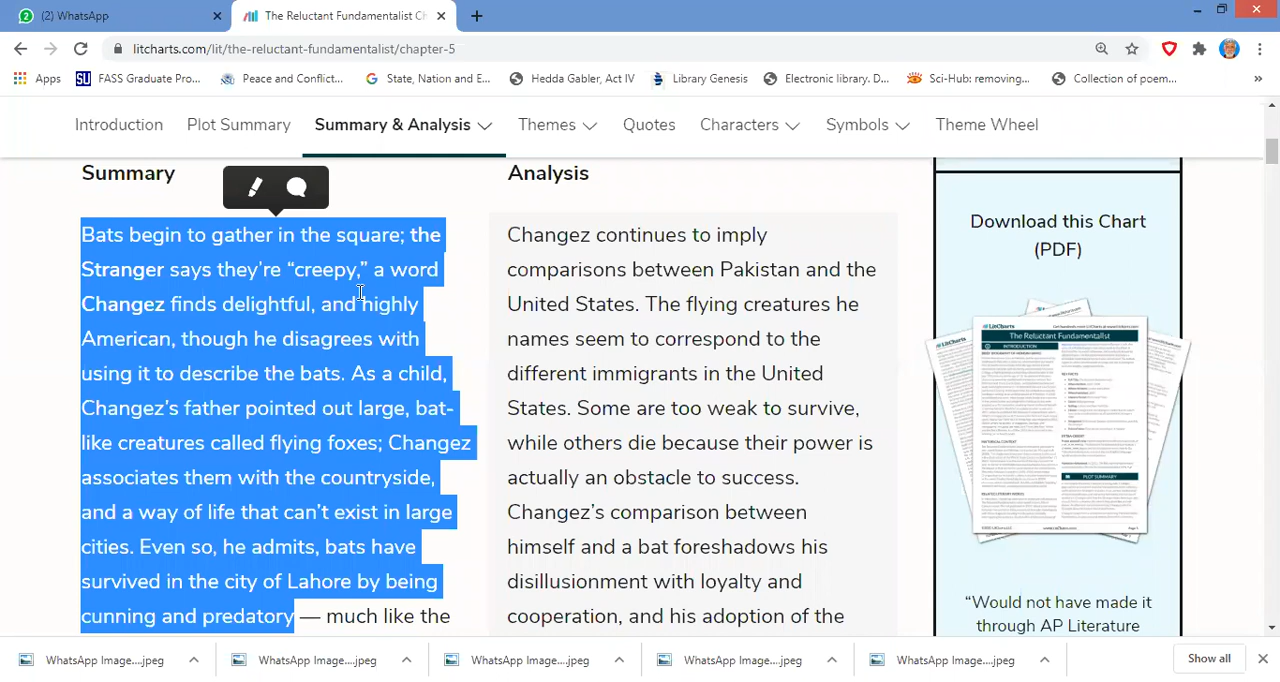 (2) WhatsApp
The Reluctant Fundamentalist Ch
litcharts.com/lit/the-reluctant-fundamentalist/chapter-5
Apps
FASS Graduate Pro...
Peace and Conflict...
State, Nation and E...
Hedda Gabler, Act IV
Library Genesis
Electronic library. D...
Sci-Hub: removing...
Collection of poem...
»
Introduction
Plot Summary
Summary & Analysis
Themes
Quotes
Characters
Symbols
Theme Wheel
Summary
Bats begin to gather in the square; the
Stranger says they're “creepy,” a word
Changez finds delightful, and highly
American, though he disagrees with
using it to describe the bats. As a child,
Changez's father pointed out large, bat-
like creatures called flying foxes; Changez
associates them with the countryside,
and a way of life that can't exist in huge
cities. Even so, he admits, bats have
survived in the city of Lahore by being
cunning and predatory — much like the
Analysis
Changez continues to imply
comparisons between Pakistan and the
United States. The flying creatures he
names seem to correspond to the
different immigrants in the United
States. Some are too weak to survive,
while others die because their power is
actually an obstacle to success.
Changez's comparison between
himself and a bat foreshadows his
disillusionment with loyalty and
cooperation, and his adoption of the
Download this Chart
(PDF)
LitCharts
The Reluctant Fundamentalist
INTRODUCTION
PLOT SUMMARY
“Would not have made it
through AP Literature
WhatsApp Image....jpeg
WhatsApp Image....jpeg
WhatsApp Image....jpeg
WhatsApp Image....jpeg
WhatsApp Image....jpeg
Show all